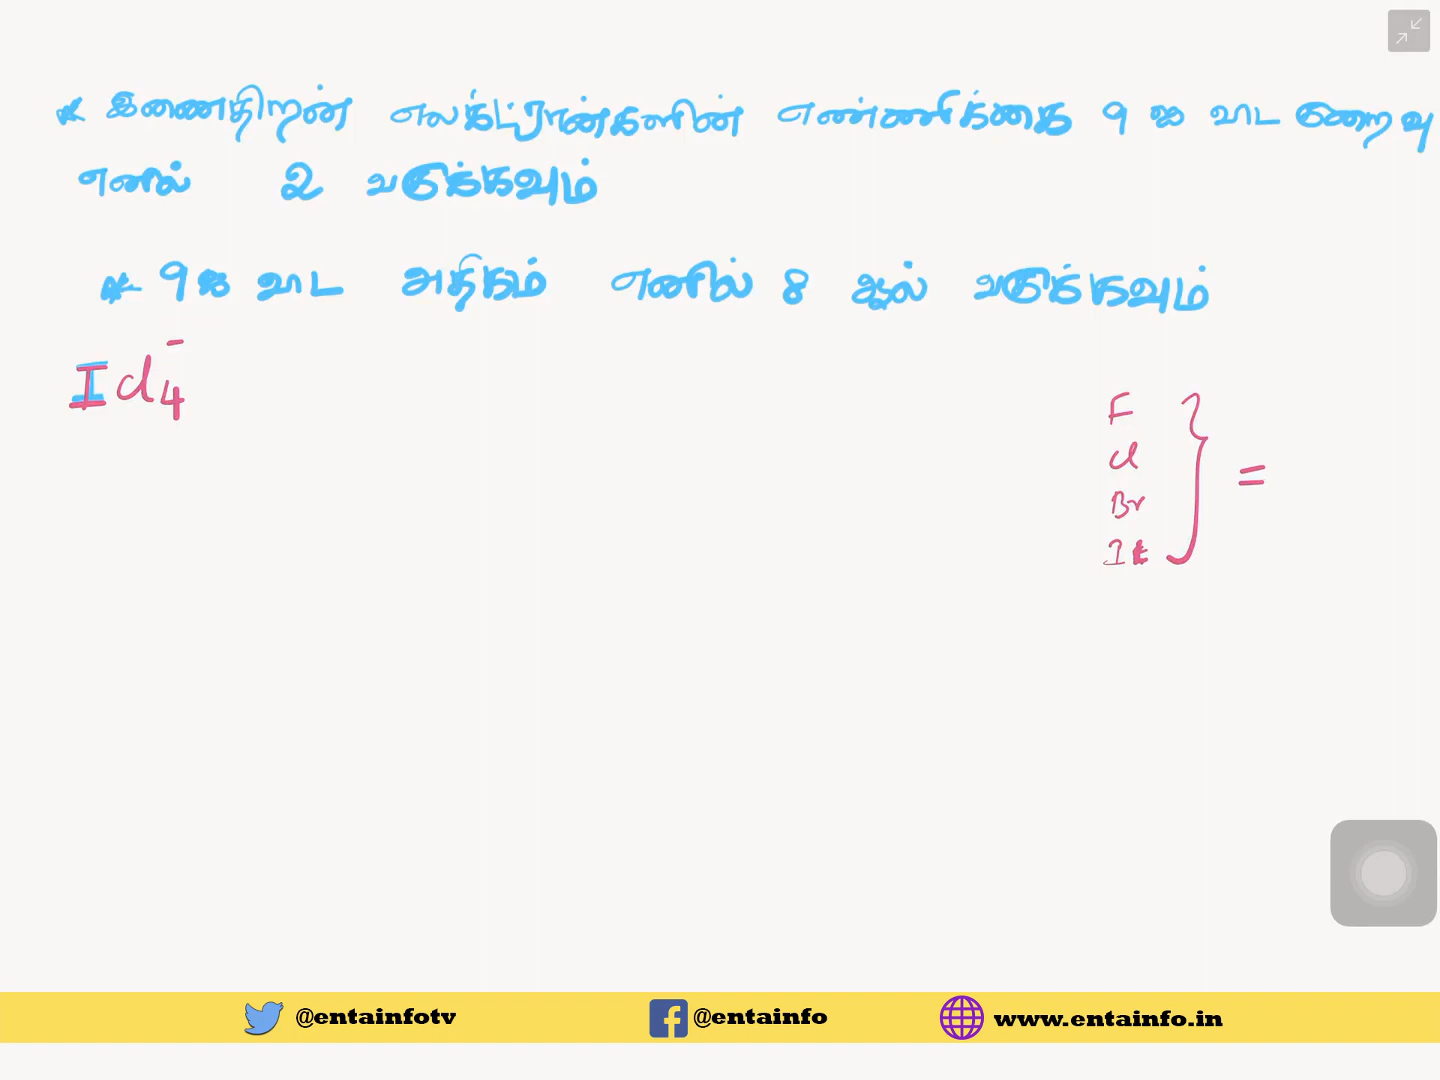 * இணைதிறன் எலக்ட்ரான்களின் எண்ணிக்கை 9 ஐ விட குறைவு
எனில் 2 வகுக்கவும்
* 9 ஐ விட அதிகம் எனில் 8 ஆல் வகுக்கவும்
Icl4-
F
Cl
Br
I
} =
@entainfotv @entainfo www.entainfo.in